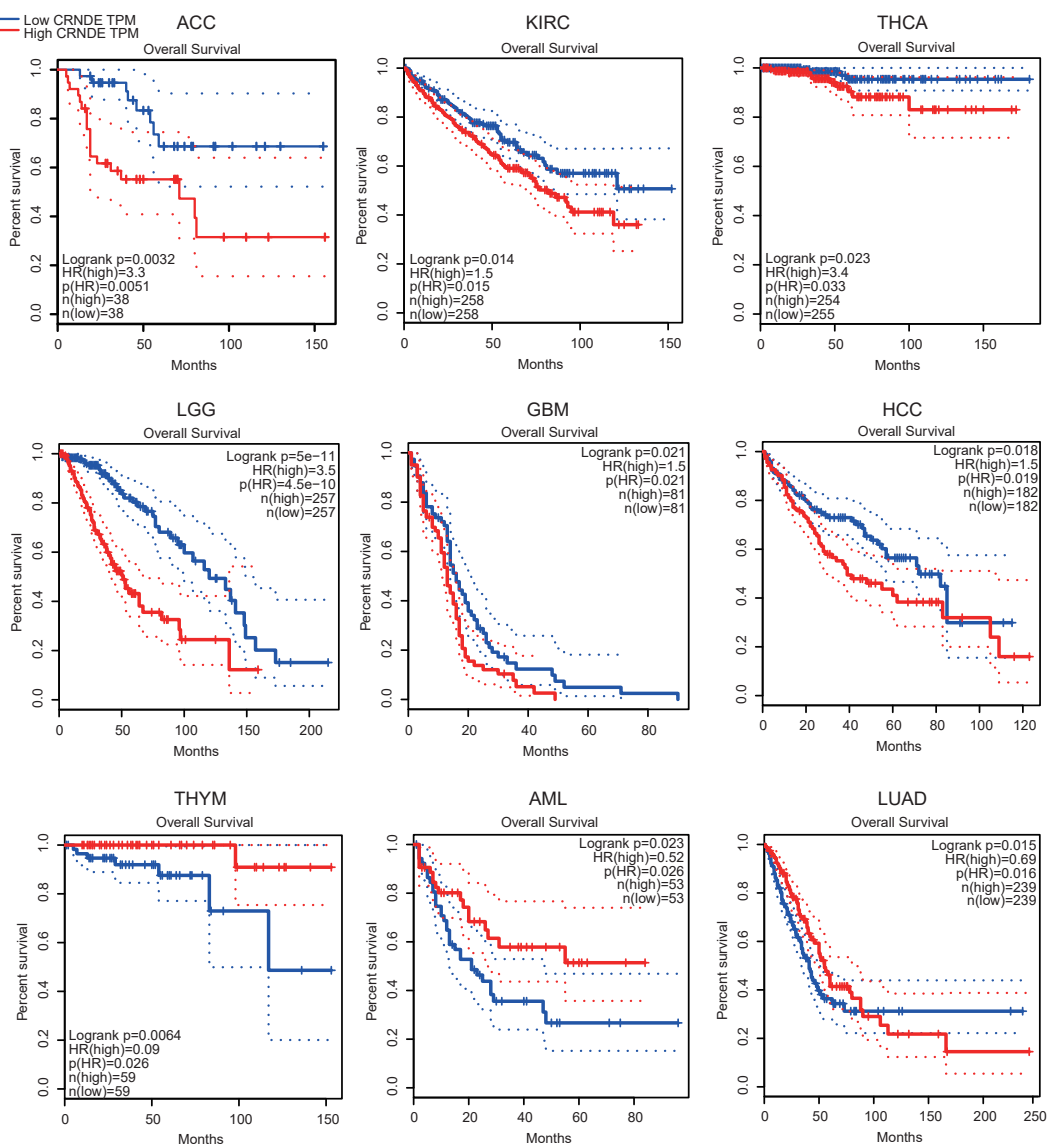 Low CRNDE TPM
High CRNDE TPM
ACC
Overall Survival
Percent survival
1.0
0.8
0.6
0.4
0.2
0.0
Logrank p=0.0032
HR(high)=3.3
p(HR)=0.0051
n(high)=38
n(low)=38
0 50 100 150
Months
KIRC
Overall Survival
Percent survival
1.0
0.8
0.6
0.4
0.2
0.0
Logrank p=0.014
HR(high)=1.5
p(HR)=0.015
n(high)=258
n(low)=258
0 50 100 150
Months
THCA
Overall Survival
Percent survival
1.0
0.8
0.6
0.4
0.2
0.0
Logrank p=0.023
HR(high)=3.4
p(HR)=0.033
n(high)=254
n(low)=255
0 50 100 150
Months
LGG
Overall Survival
Percent survival
1.0
0.8
0.6
0.4
0.2
0.0
Logrank p=5e−11
HR(high)=3.5
p(HR)=4.5e−10
n(high)=257
n(low)=257
0 50 100 150 200
Months
GBM
Overall Survival
Percent survival
1.0
0.8
0.6
0.4
0.2
0.0
Logrank p=0.021
HR(high)=1.5
p(HR)=0.021
n(high)=81
n(low)=81
0 20 40 60 80
Months
HCC
Overall Survival
Percent survival
1.0
0.8
0.6
0.4
0.2
0.0
Logrank p=0.018
HR(high)=1.5
p(HR)=0.019
n(high)=182
n(low)=182
0 20 40 60 80 100 120
Months
THYM
Overall Survival
Percent survival
1.0
0.8
0.6
0.4
0.2
0.0
Logrank p=0.0064
HR(high)=0.09
p(HR)=0.026
n(high)=59
n(low)=59
0 50 100 150
Months
AML
Overall Survival
Percent survival
1.0
0.8
0.6
0.4
0.2
0.0
Logrank p=0.023
HR(high)=0.52
p(HR)=0.026
n(high)=53
n(low)=53
0 20 40 60 80
Months
LUAD
Overall Survival
Percent survival
1.0
0.8
0.6
0.4
0.2
0.0
Logrank p=0.015
HR(high)=0.69
p(HR)=0.016
n(high)=239
n(low)=239
0 50 100 150 200 250
Months